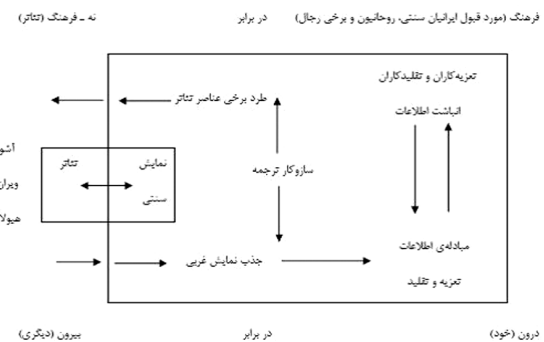 فرهنگ (مورد قبول ایرانیان سنتی، روحانیون و برخی رجال) در برابر نه ـ فرهنگ (تئاتر)
تعزیه‌کاران و تقلیدکاران
انباشت اطلاعات
طرد برخی عناصر تئاتر
نمایش
سنتی
تئاتر
سازوکار ترجمه
مبادله‌ی اطلاعات
تعزیه و تقلید
جذب نمایش غربی
درون (خود) در برابر بیرون (دیگری)